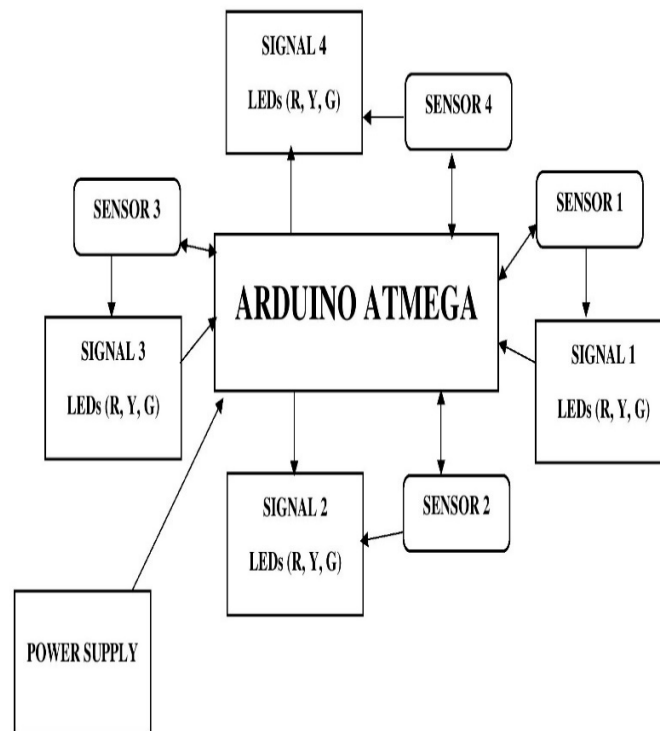 SIGNAL 4
LEDs (R, Y, G)
SENSOR 4
SENSOR 3
SENSOR 1
ARDUINO ATMEGA
SIGNAL 3
LEDs (R, Y, G)
SIGNAL 1
LEDs (R, Y, G)
SIGNAL 2
LEDs (R, Y, G)
SENSOR 2
POWER SUPPLY